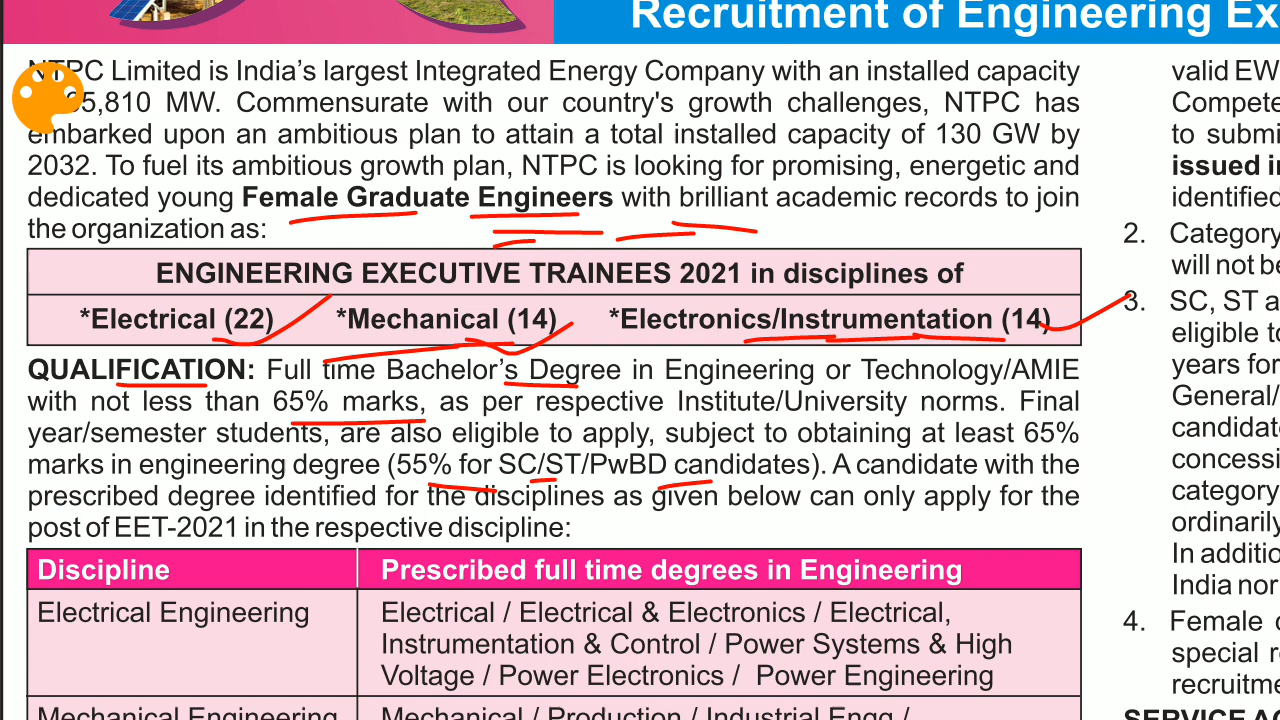 Recruitment of Engineering Ex
NTPC Limited is India's largest Integrated Energy Company with an installed capacity
65,810 MW. Commensurate with our country's growth challenges, NTPC has
embarked upon an ambitious plan to attain a total installed capacity of 130 GW by
2032. To fuel its ambitious growth plan, NTPC is looking for promising, energetic and
dedicated young Female Graduate Engineers with brilliant academic records to join
the organization as:
ENGINEERING EXECUTIVE TRAINEES 2021 in disciplines of
*Electrical (22) *Mechanical (14) *Electronics/Instrumentation (14)
QUALIFICATION: Full time Bachelor's Degree in Engineering or Technology/AMIE
with not less than 65% marks, as per respective Institute/University norms. Final
year/semester students, are also eligible to apply, subject to obtaining at least 65%
marks in engineering degree (55% for SC/ST/PwBD candidates). A candidate with the
prescribed degree identified for the disciplines as given below can only apply for the
post of EET-2021 in the respective discipline:
Discipline Prescribed full time degrees in Engineering
Electrical Engineering Electrical / Electrical & Electronics / Electrical,
Instrumentation & Control / Power Systems & High
Voltage / Power Electronics / Power Engineering
Mechanical Engineering Mechanical / Production / Industrial Engg /
valid EW
Compete
to submi
issued in
identified
2. Category
will not be
3. SC, ST a
eligible to
years for
General/
candidate
concessi
category
ordinarily
In additio
India nor
4. Female c
special re
recruitme
SERVICE AG